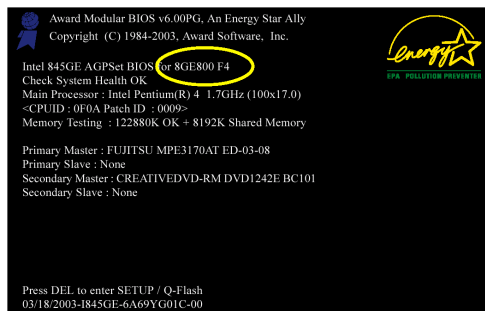 Award Modular BIOS v6.00PG, An Energy Star Ally
Copyright (C) 1984-2003, Award Software, Inc.
energy
EPA POLLUTION PREVENTER
Intel 845GE AGPSet BIOS for 8GE800 F4
Check System Health OK
Main Processor : Intel Pentium(R) 4 1.7GHz (100x17.0)
<CPUID : 0F0A Patch ID : 0009>
Memory Testing : 122880K OK + 8192K Shared Memory
Primary Master : FUJITSU MPE3170AT ED-03-08
Primary Slave : None
Secondary Master : CREATIVEDVD-RM DVD1242E BC101
Secondary Slave : None
Press DEL to enter SETUP / Q-Flash
03/18/2003-I845GE-6A69YG01C-00